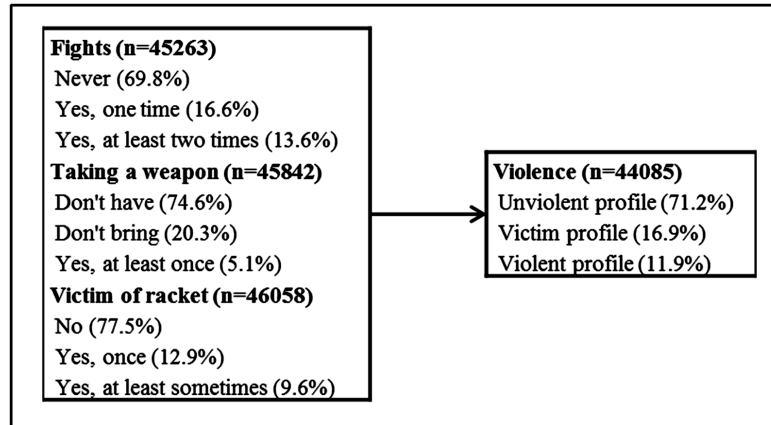 Fights (n=45263)
Never (69.8%)
Yes, one time (16.6%)
Yes, at least two times (13.6%)
Taking a weapon (n=45842)
Don't have (74.6%)
Don't bring (20.3%)
Yes, at least once (5.1%)
Victim of racket (n=46058)
No (77.5%)
Yes, once (12.9%)
Yes, at least sometimes (9.6%)
Violence (n=44085)
Unviolent profile (71.2%)
Victim profile (16.9%)
Violent profile (11.9%)